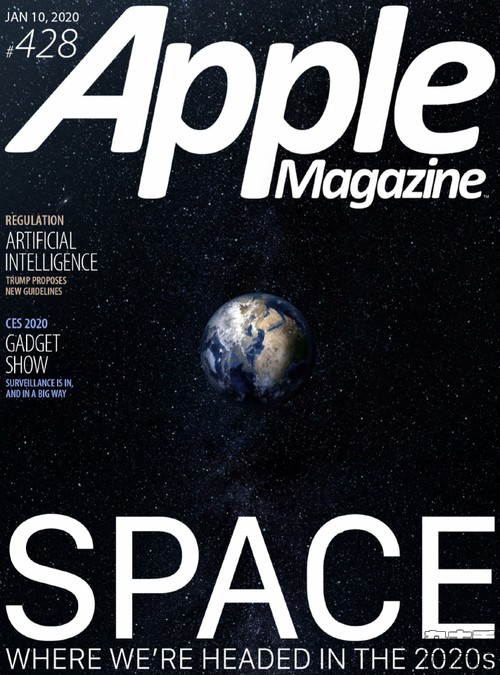 JAN 10, 2020
#428
Apple
Magazine
REGULATION
ARTIFICIAL
INTELLIGENCE
TRUMP PROPOSES
NEW GUIDELINES
CES 2020
GADGET
SHOW
SURVEILLANCE IS IN,
AND IN A BIG WAY
SPACE
WHERE WE'RE HEADED IN THE 2020s